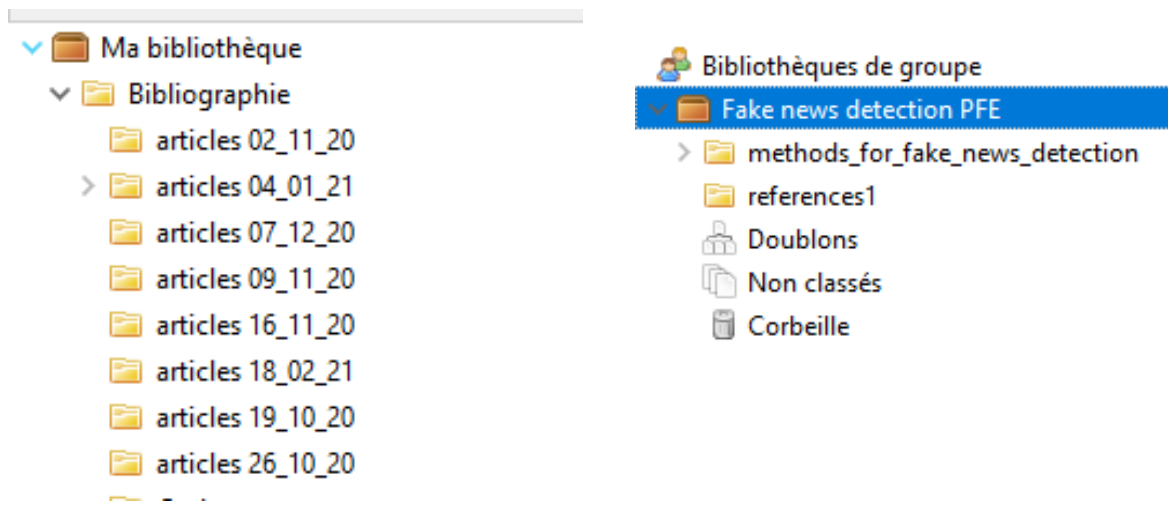 Ma bibliothèque
Bibliographie
articles 02_11_20
articles 04_01_21
articles 07_12_20
articles 09_11_20
articles 16_11_20
articles 18_02_21
articles 19_10_20
articles 26_10_20
Bibliothèques de groupe
Fake news detection PFE
methods_for_fake_news_detection
references1
Doublons
Non classés
Corbeille